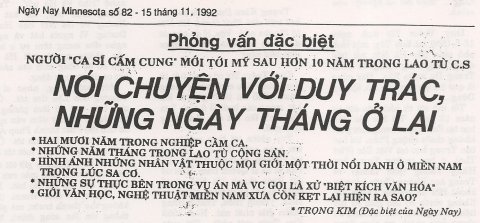 Ngày Nay Minnesota số 82 - 15 tháng 11, 1992
Phỏng vấn đặc biệt
NGƯỜI "CA SĨ CẤM CUNG" MỚI TỚI MỸ SAU HƠN 10 NĂM TRONG LAO TÙ C.S
NÓI CHUYỆN VỚI DUY TRÁC,
NHỮNG NGÀY THÁNG Ở LẠI
* HAI MƯƠI NĂM TRONG NGHIỆP CẦM CA.
* NHỮNG NĂM THÁNG TRONG LAO TÙ CỘNG SẢN.
* HÌNH ẢNH NHỮNG NHÂN VẬT THUỘC MỌI GIỚI MỘT THỜI NỔI DANH Ở MIỀN NAM
TRONG LÚC SA CƠ.
* NHỮNG SỰ THỰC BÊN TRONG VỤ ÁN MÀ VC GỌI LÀ XỬ "BIỆT KÍCH VĂN HÓA"
* GIỚI VĂN HỌC, NGHỆ THUẬT MIỀN NAM XƯA CÒN KẸT LẠI HIỆN RA SAO?
* TRỌNG KIM (Đặc biệt của Ngày Nay)